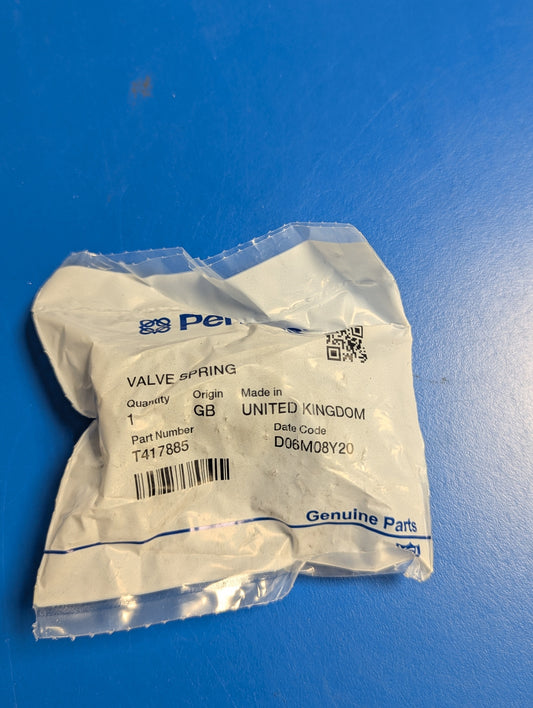 Per
VALVE SPRING
Quantity Origin Made in
1 GB UNITED KINGDOM
Part Number Date Code
T417885 D06M08Y20
Genuine Parts